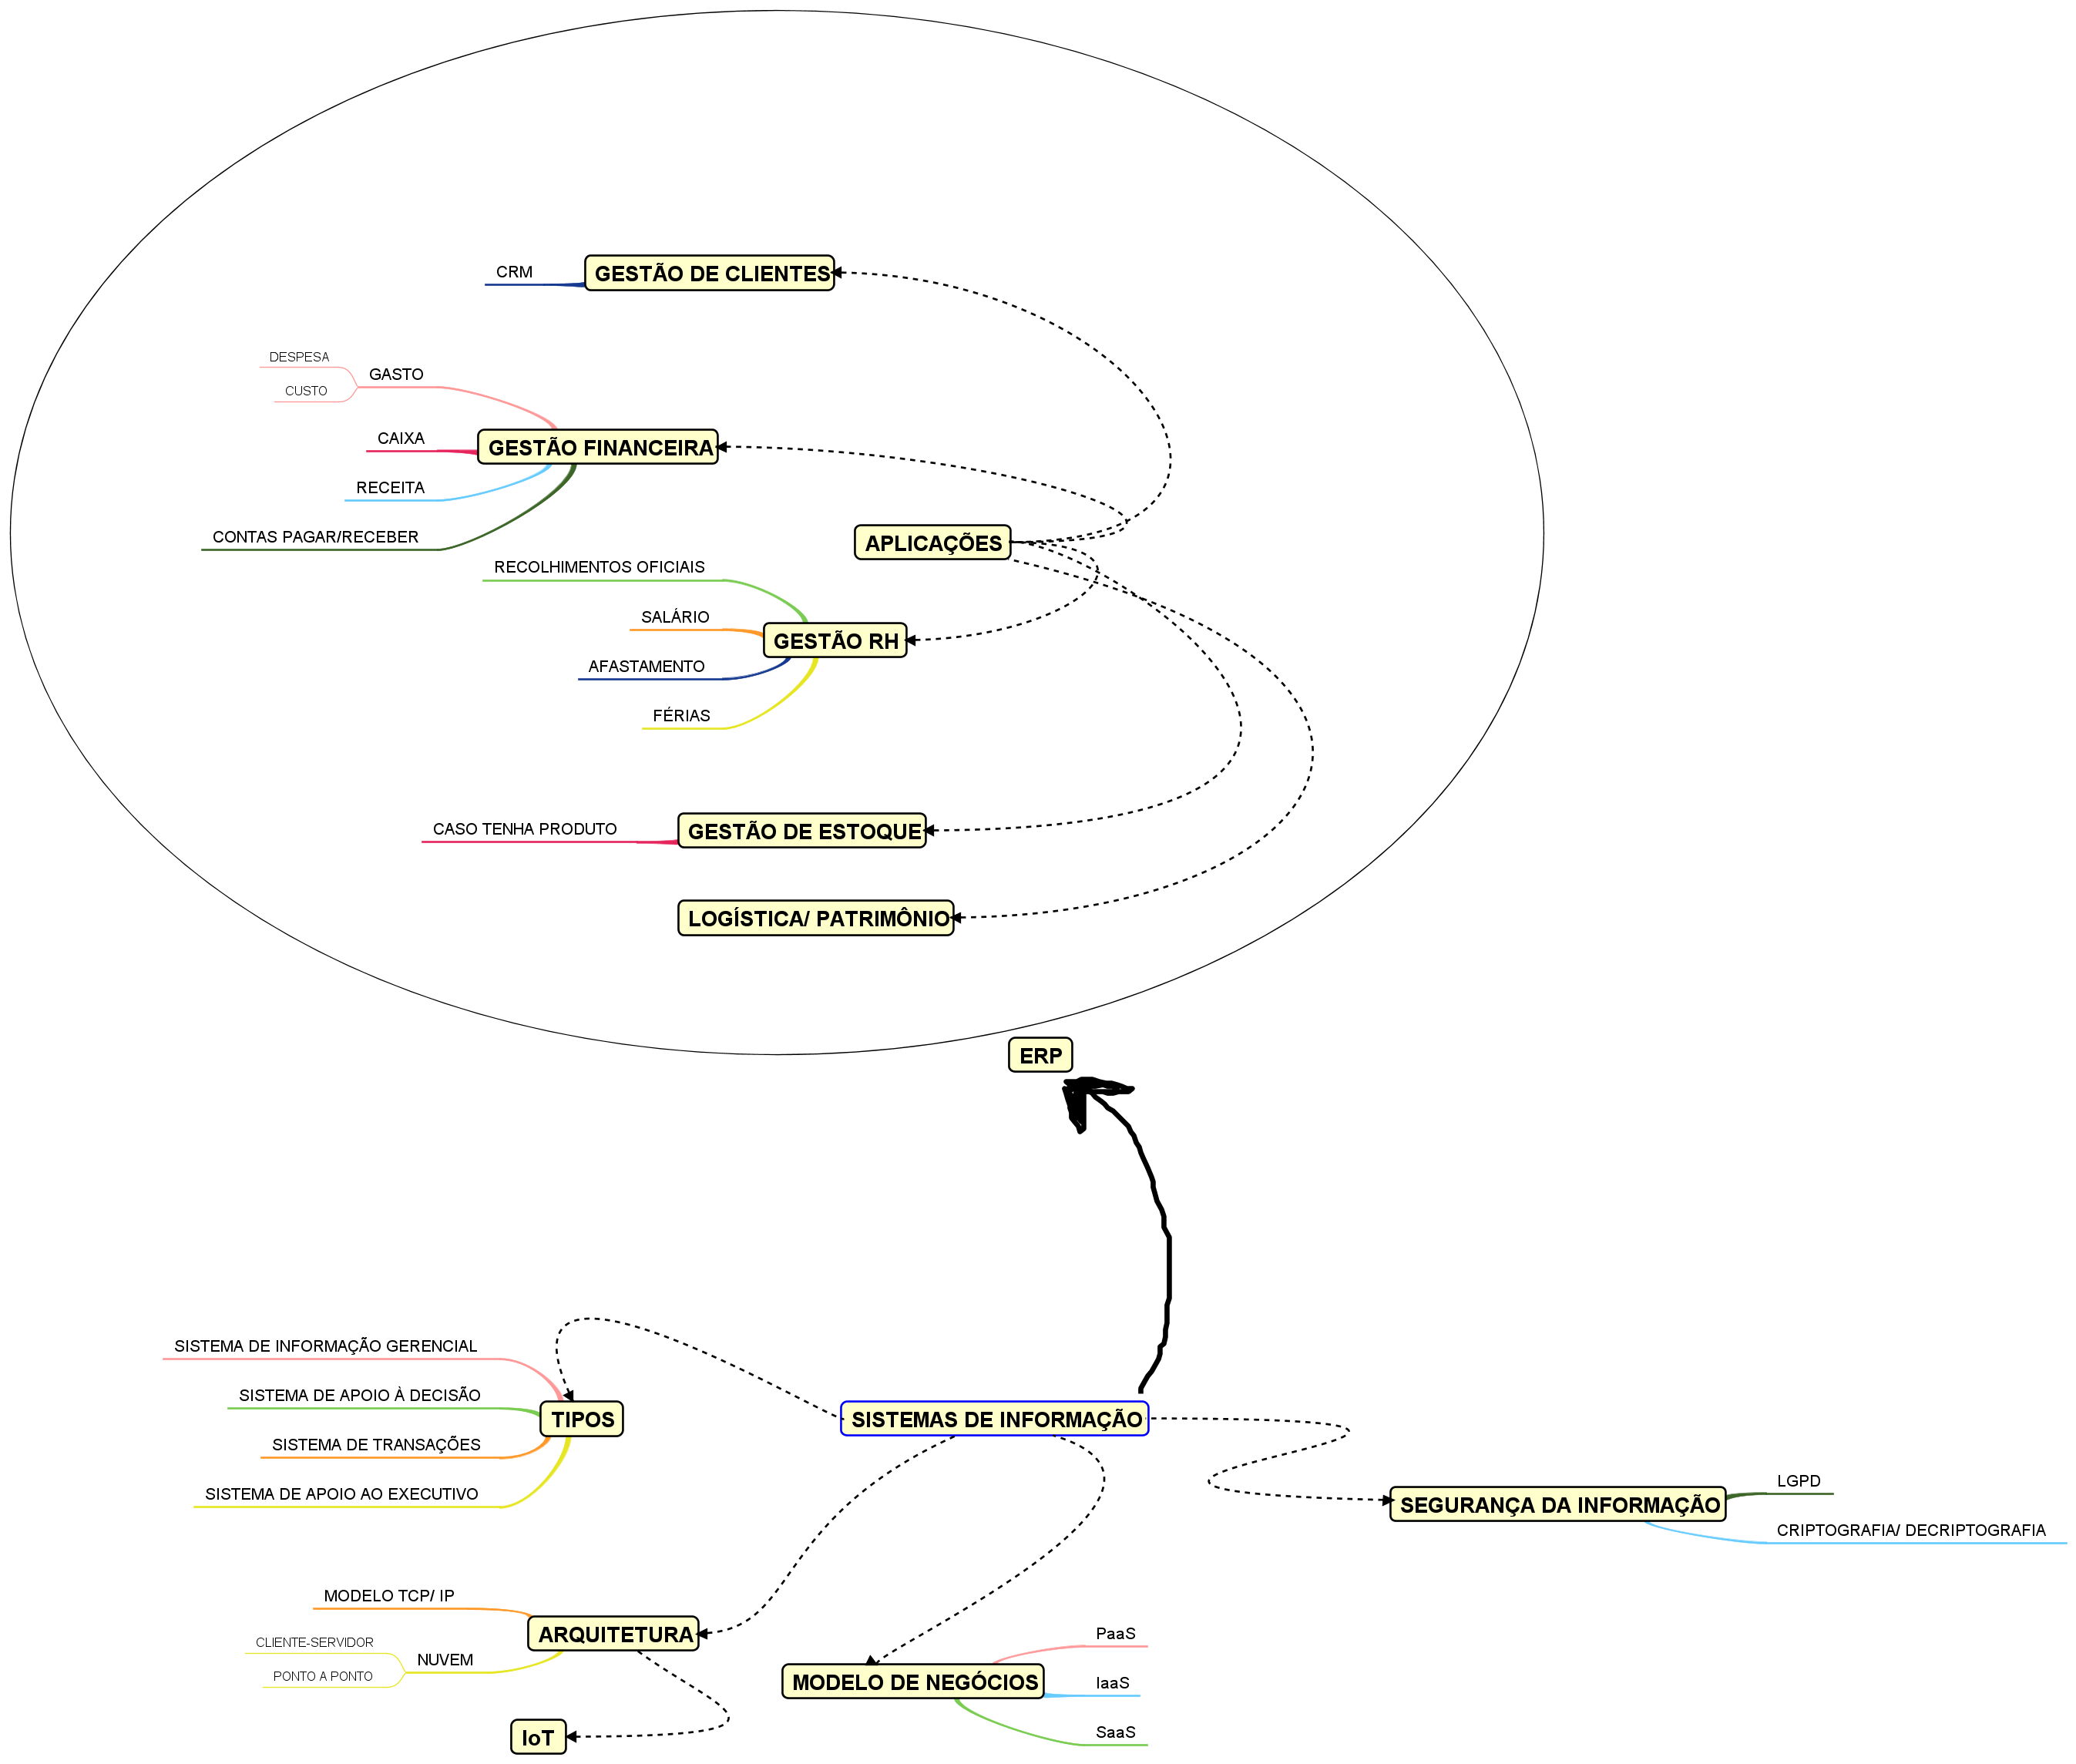 CRM
GESTÃO DE CLIENTES
DESPESA
GASTO
CUSTO
CAIXA
GESTÃO FINANCEIRA
RECEITA
CONTAS PAGAR/RECEBER
APLICAÇÕES
RECOLHIMENTOS OFICIAIS
SALÁRIO
GESTÃO RH
AFASTAMENTO
FÉRIAS
CASO TENHA PRODUTO
GESTÃO DE ESTOQUE
LOGÍSTICA/ PATRIMÔNIO
ERP
SISTEMA DE INFORMAÇÃO GERENCIAL
SISTEMA DE APOIO À DECISÃO
TIPOS
SISTEMA DE TRANSAÇÕES
SISTEMA DE APOIO AO EXECUTIVO
SISTEMAS DE INFORMAÇÃO
SEGURANÇA DA INFORMAÇÃO
LGPD
CRIPTOGRAFIA/ DECRIPTOGRAFIA
MODELO TCP/ IP
ARQUITETURA
CLIENTE-SERVIDOR
NUVEM
PONTO A PONTO
IoT
MODELO DE NEGÓCIOS
PaaS
IaaS
SaaS